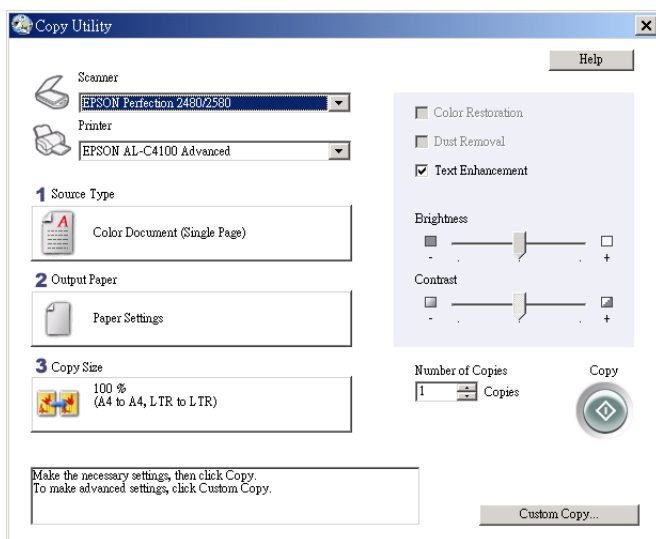 Copy Utility
Help
Scanner
EPSON Perfection 2480/2580
Printer
EPSON AL-C4100 Advanced
Color Restoration
Dust Removal
Text Enhancement
1 Source Type
A
Color Document (Single Page)
Brightness
- +
2 Output Paper
Paper Settings
Contrast
- +
3 Copy Size
100 %
(A4 to A4, LTR to LTR)
Number of Copies
1 Copies
Copy
Make the necessary settings, then click Copy.
To make advanced settings, click Custom Copy.
Custom Copy...